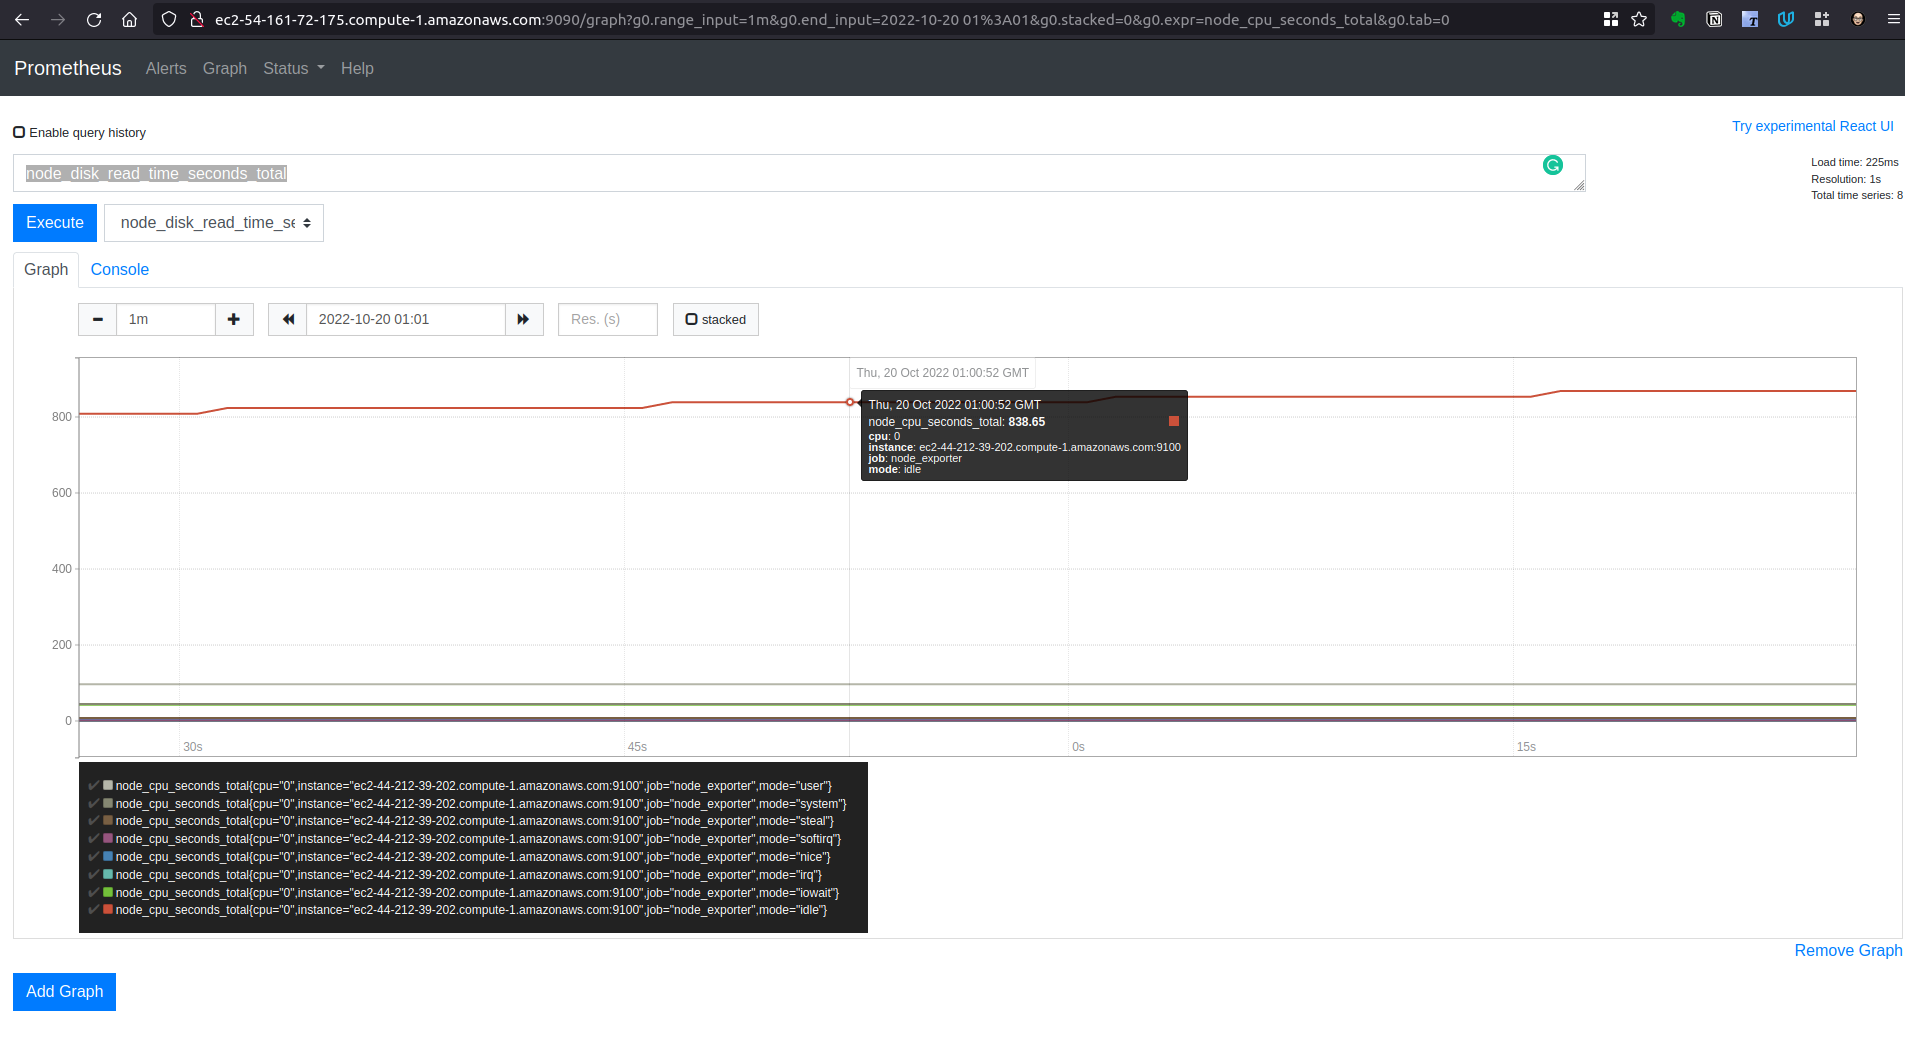 ec2-54-161-72-175.compute-1.amazonaws.com:9090/graph?g0.range_input=1m&g0.end_input=2022-10-20 01%3A01&g0.stacked=0&g0.expr=node_cpu_seconds_total&g0.tab=0
Prometheus Alerts Graph Status Help
Enable query history
Try experimental React UI
node_disk_read_time_seconds_total
Load time: 225ms
Resolution: 1s
Total time series: 8
Execute node_disk_read_time_se
Graph Console
1m 2022-10-20 01:01 Res. (s) stacked
Thu, 20 Oct 2022 01:00:52 GMT
Thu, 20 Oct 2022 01:00:52 GMT
node_cpu_seconds_total: 838.65
cpu: 0
instance: ec2-44-212-39-202.compute-1.amazonaws.com:9100
job: node_exporter
mode: idle
800
600
400
200
0
30s 45s 0s 15s
node_cpu_seconds_total{cpu="0",instance="ec2-44-212-39-202.compute-1.amazonaws.com:9100",job="node_exporter",mode="user"}
node_cpu_seconds_total{cpu="0",instance="ec2-44-212-39-202.compute-1.amazonaws.com:9100",job="node_exporter",mode="system"}
node_cpu_seconds_total{cpu="0",instance="ec2-44-212-39-202.compute-1.amazonaws.com:9100",job="node_exporter",mode="steal"}
node_cpu_seconds_total{cpu="0",instance="ec2-44-212-39-202.compute-1.amazonaws.com:9100",job="node_exporter",mode="softirq"}
node_cpu_seconds_total{cpu="0",instance="ec2-44-212-39-202.compute-1.amazonaws.com:9100",job="node_exporter",mode="nice"}
node_cpu_seconds_total{cpu="0",instance="ec2-44-212-39-202.compute-1.amazonaws.com:9100",job="node_exporter",mode="irq"}
node_cpu_seconds_total{cpu="0",instance="ec2-44-212-39-202.compute-1.amazonaws.com:9100",job="node_exporter",mode="iowait"}
node_cpu_seconds_total{cpu="0",instance="ec2-44-212-39-202.compute-1.amazonaws.com:9100",job="node_exporter",mode="idle"}
Remove Graph
Add Graph